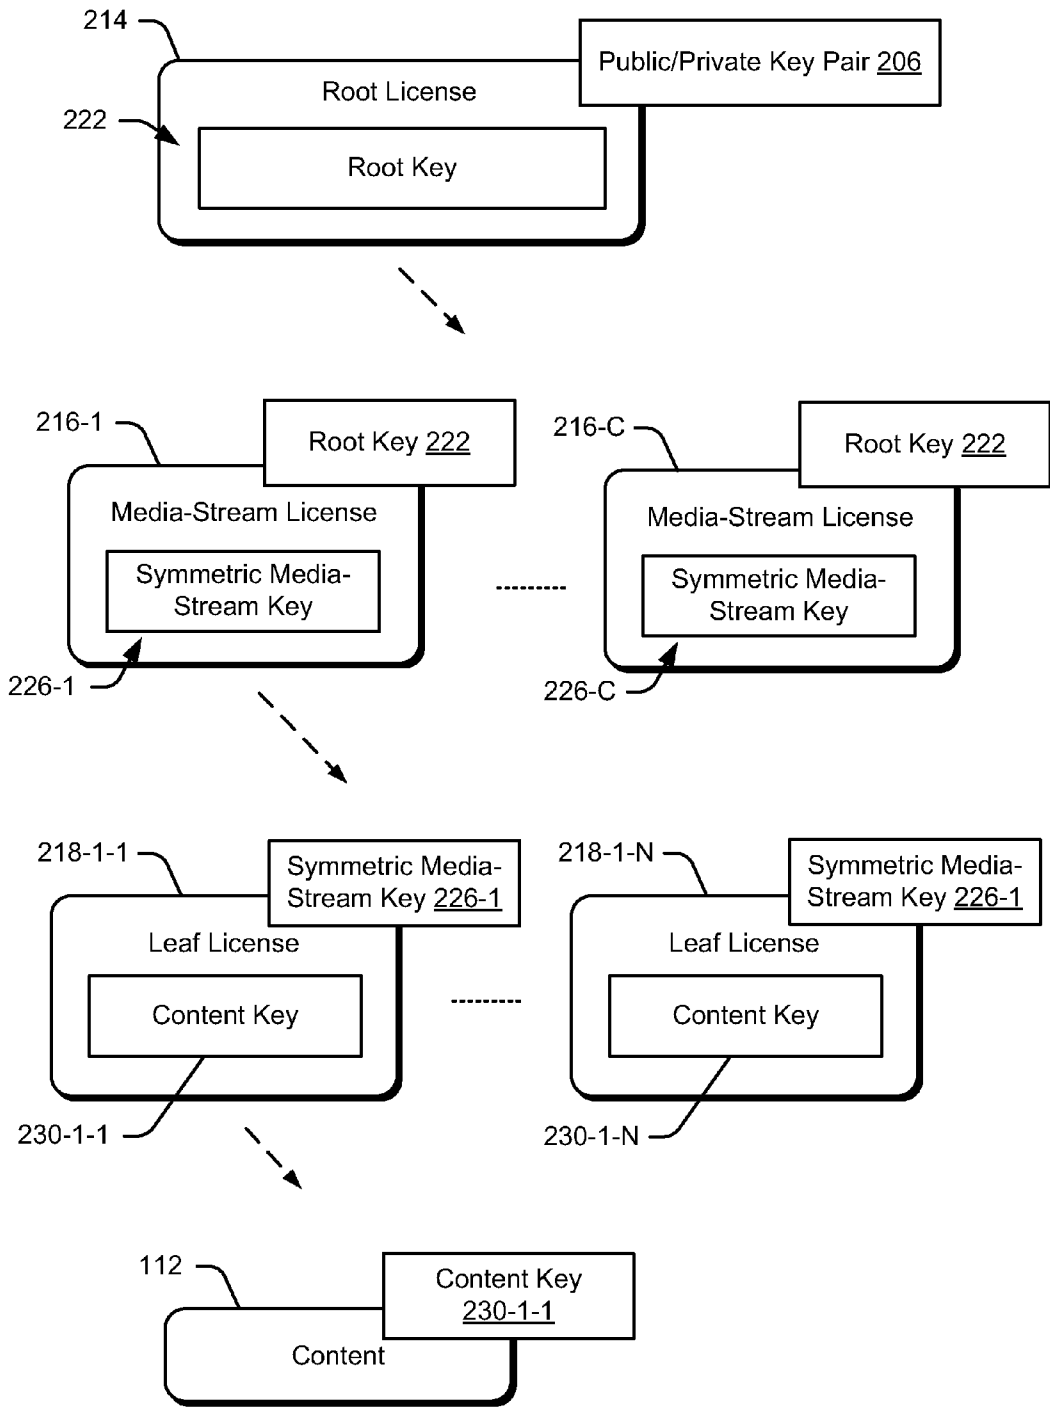 214
Public/Private Key Pair 206
Root License
222
Root Key
216-1
Root Key 222
216-C
Root Key 222
Media-Stream License
Media-Stream License
Symmetric Media-
Stream Key
Symmetric Media-
Stream Key
226-1
226-C
218-1-1
Symmetric Media-
Stream Key 226-1
218-1-N
Symmetric Media-
Stream Key 226-1
Leaf License
Leaf License
Content Key
Content Key
230-1-1
230-1-N
112
Content Key
230-1-1
Content